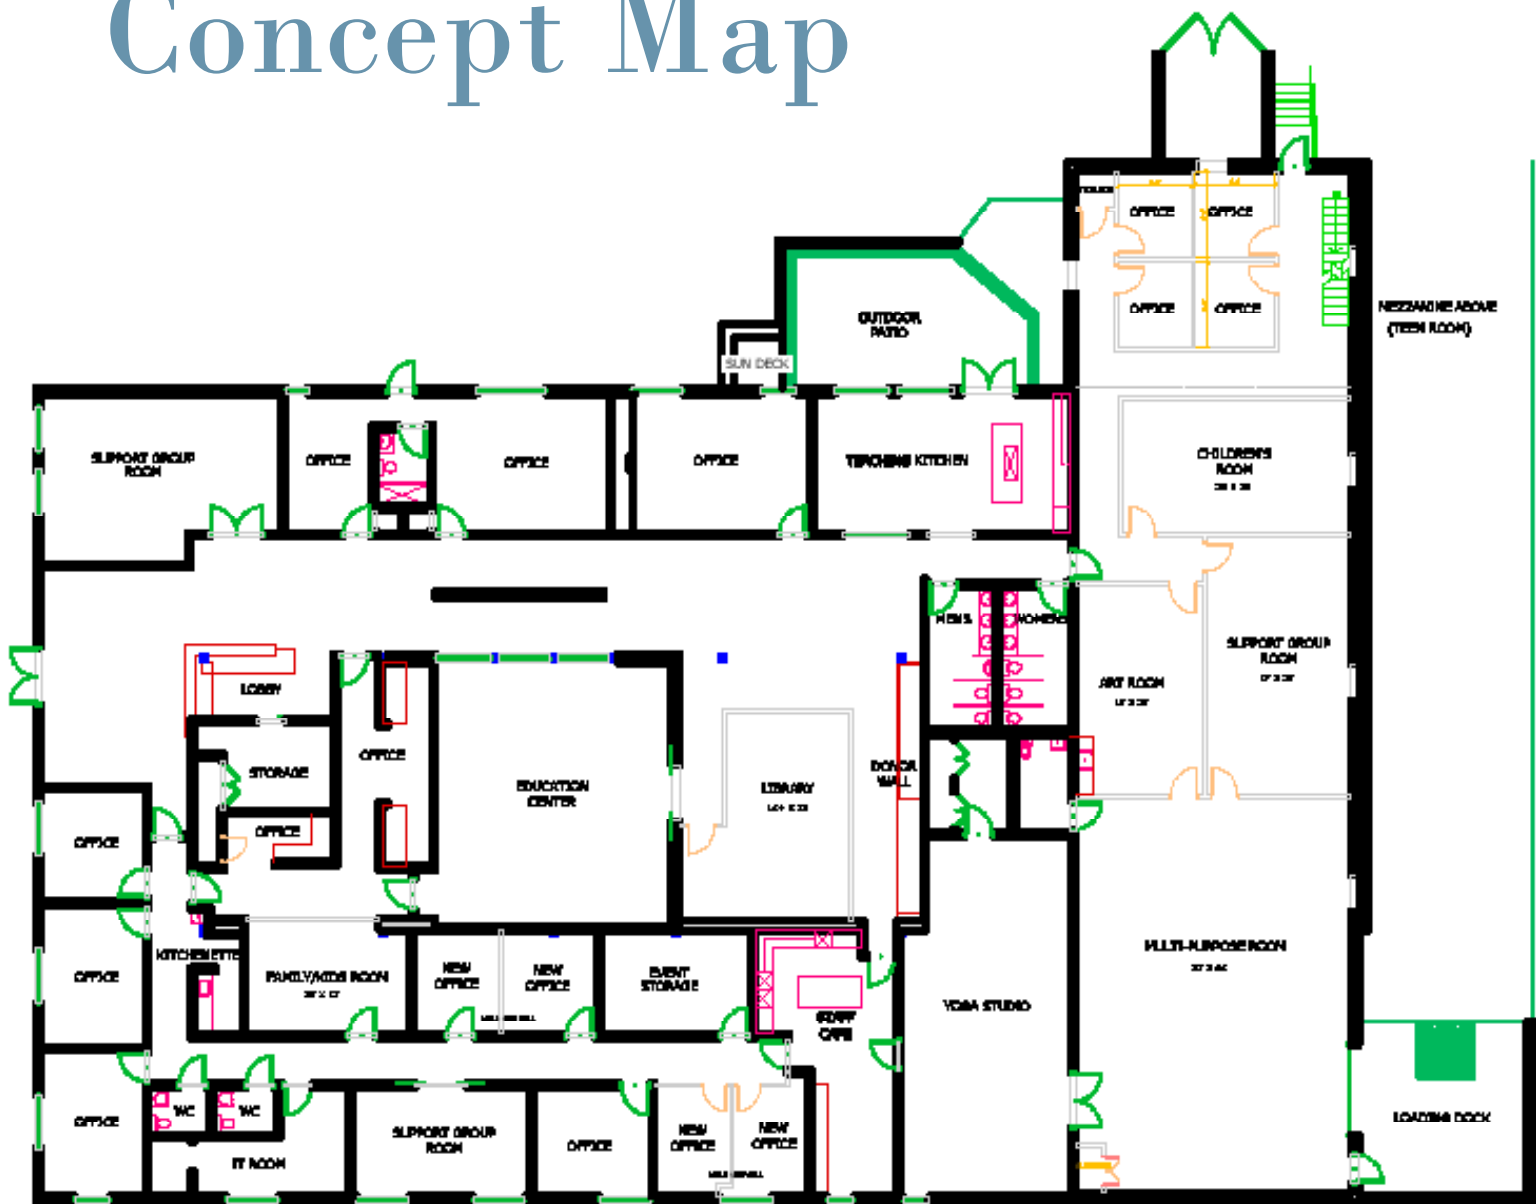 Concept Map
OFFICE
OFFICE
OFFICE
OFFICE
MEZZANINE ABOVE
(TEEN ROOM)
OUTDOOR
PATIO
SUN DECK
SUPPORT GROUP
ROOM
OFFICE
OFFICE
OFFICE
TEACHING KITCHEN
CHILDREN'S
ROOM
MENS
WOMENS
SUPPORT GROUP
ROOM
ART ROOM
LOBBY
OFFICE
STORAGE
EDUCATION
CENTER
LIBRARY
DONOR
WALL
OFFICE
OFFICE
KITCHENETTE
OFFICE
FAMILY/KIDS ROOM
NEW
OFFICE
NEW
OFFICE
EVENT
STORAGE
STAFF
CAFE
YOGA STUDIO
MULTI-PURPOSE ROOM
OFFICE
WC
WC
IT ROOM
SUPPORT GROUP
ROOM
OFFICE
NEW
OFFICE
NEW
OFFICE
LOADING DOCK